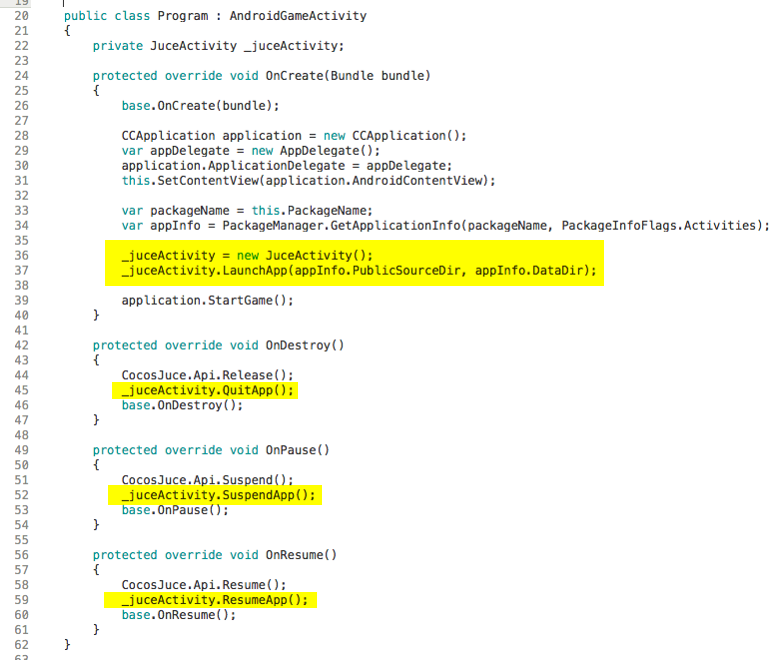 19
20 public class Program : AndroidGameActivity
21 {
22 private JuceActivity _juceActivity;
23
24 protected override void OnCreate(Bundle bundle)
25 {
26 base.OnCreate(bundle);
27
28 CCApplication application = new CCApplication();
29 var appDelegate = new AppDelegate();
30 application.ApplicationDelegate = appDelegate;
31 this.SetContentView(application.AndroidContentView);
32
33 var packageName = this.PackageName;
34 var appInfo = PackageManager.GetApplicationInfo(packageName, PackageInfoFlags.Activities);
35
36 _juceActivity = new JuceActivity();
37 _juceActivity.LaunchApp(appInfo.PublicSourceDir, appInfo.DataDir);
38
39 application.StartGame();
40 }
41
42 protected override void OnDestroy()
43 {
44 CocosJuce.Api.Release();
45 _juceActivity.QuitApp();
46 base.OnDestroy();
47 }
48
49 protected override void OnPause()
50 {
51 CocosJuce.Api.Suspend();
52 _juceActivity.SuspendApp();
53 base.OnPause();
54 }
55
56 protected override void OnResume()
57 {
58 CocosJuce.Api.Resume();
59 _juceActivity.ResumeApp();
60 base.OnResume();
61 }
62 }
63